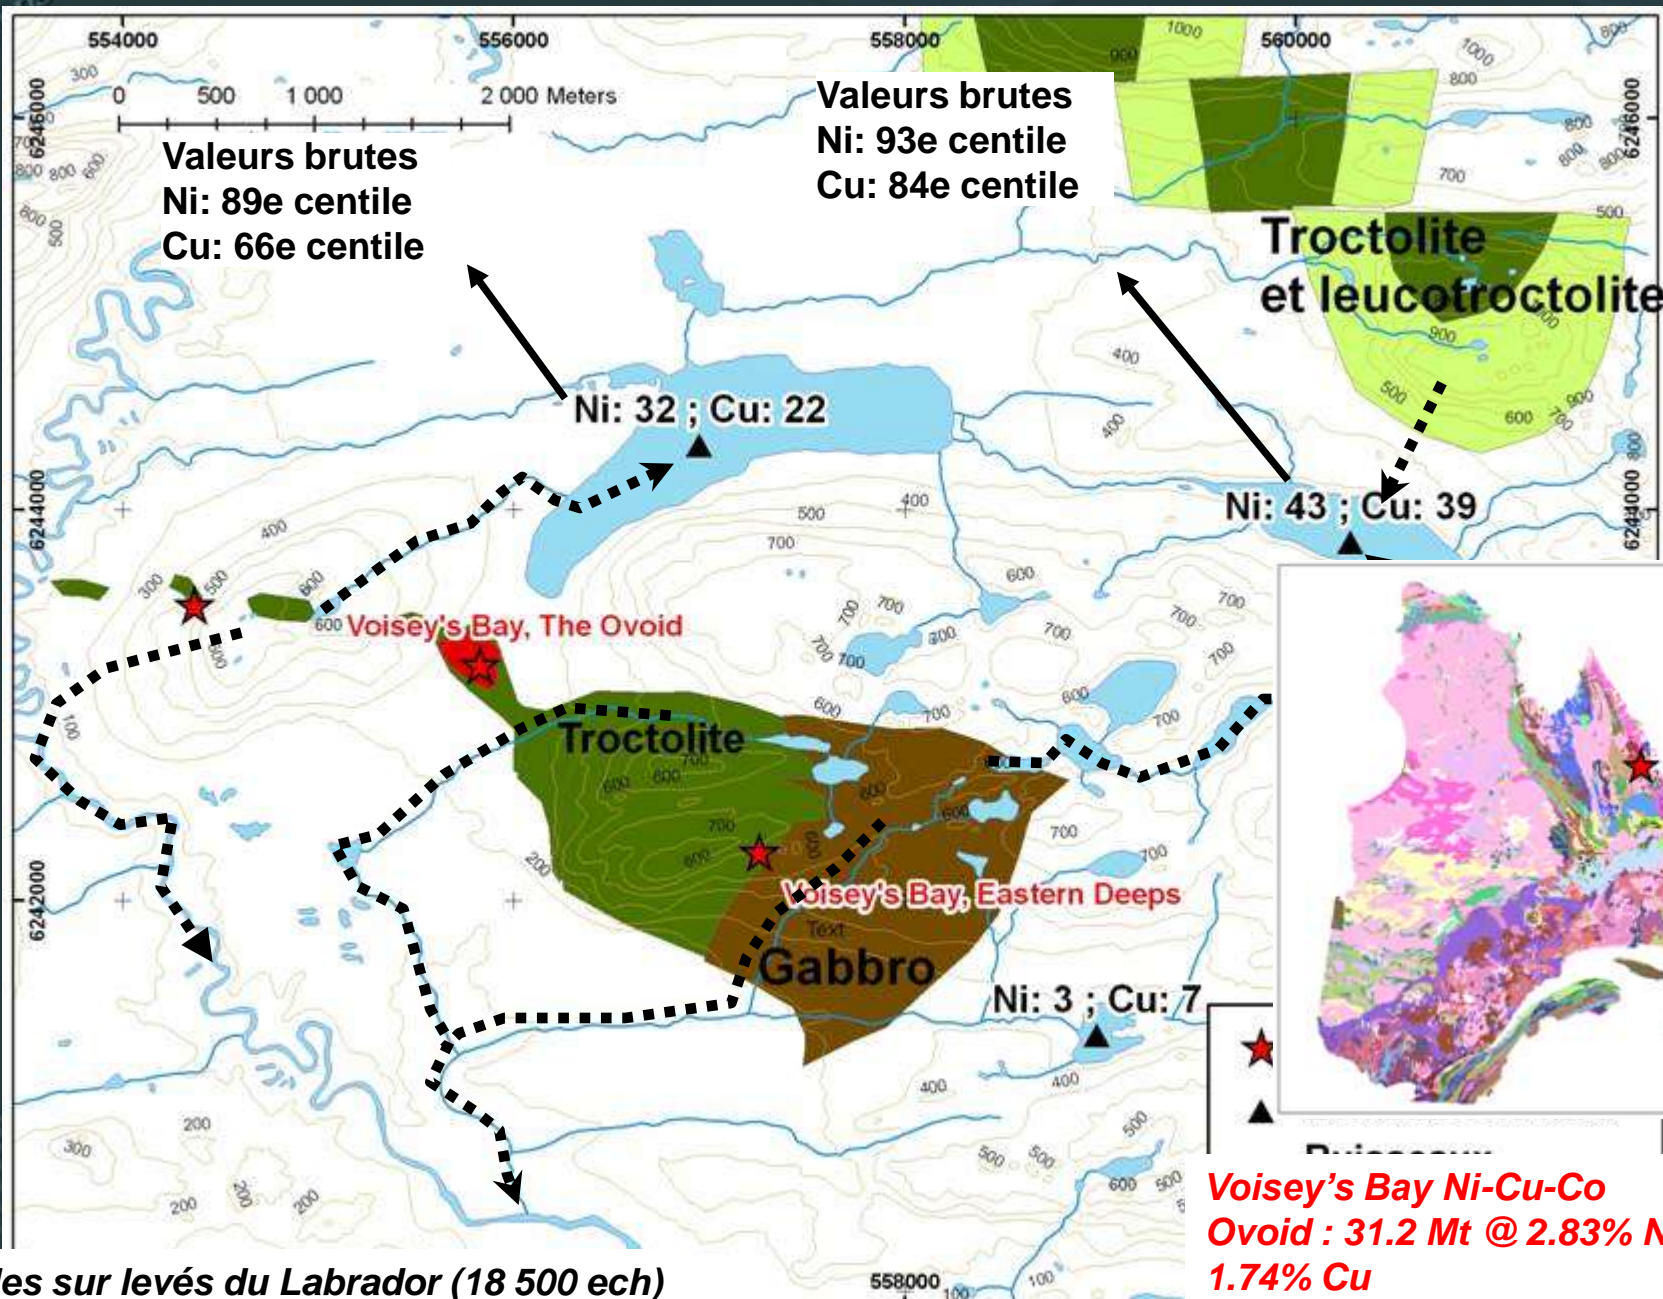 554000
556000
558000
560000
0 500 1 000 2 000 Meters
Valeurs brutes
Ni: 89e centile
Cu: 66e centile
Valeurs brutes
Ni: 93e centile
Cu: 84e centile
6246000
6246000
Troctolite
et leucotroctolite
Ni: 32 ; Cu: 22
Ni: 43 ; Cu: 39
6244000
6244000
Voisey's Bay, The Ovoid
Troctolite
Voisey's Bay, Eastern Deeps
Text
Gabbro
6242000
Ni: 3 ; Cu: 7
Voisey's Bay Ni-Cu-Co
Ovoid : 31.2 Mt @ 2.83% N
1.74% Cu
les sur levés du Labrador (18 500 ech)
558000